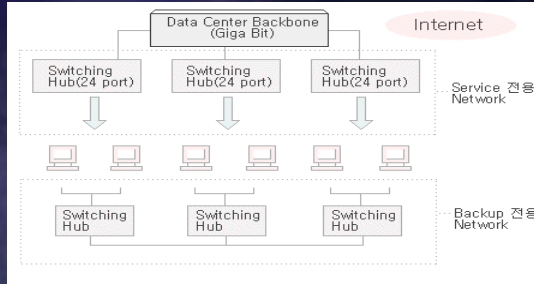 Data Center Backbone
(Giga Bit)
Internet
Switching
Hub(24 port)
Switching
Hub(24 port)
Switching
Hub(24 port)
Service 전용
Network
Switching
Hub
Switching
Hub
Switching
Hub
Backup 전용
Network